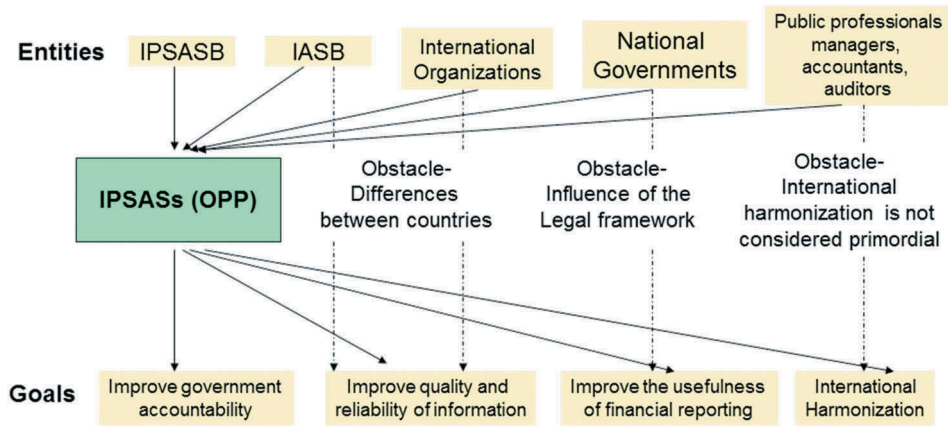 Entities
IPSASB
IASB
International
Organizations
National
Governments
Public professionals
managers,
accountants,
auditors
IPSASs (OPP)
Obstacle-
Differences
between countries
Obstacle-
Influence of the
Legal framework
Obstacle-
International
harmonization is not
considered primordial
Goals
Improve government
accountability
Improve quality and
reliability of information
Improve the usefulness
of financial reporting
International
Harmonization